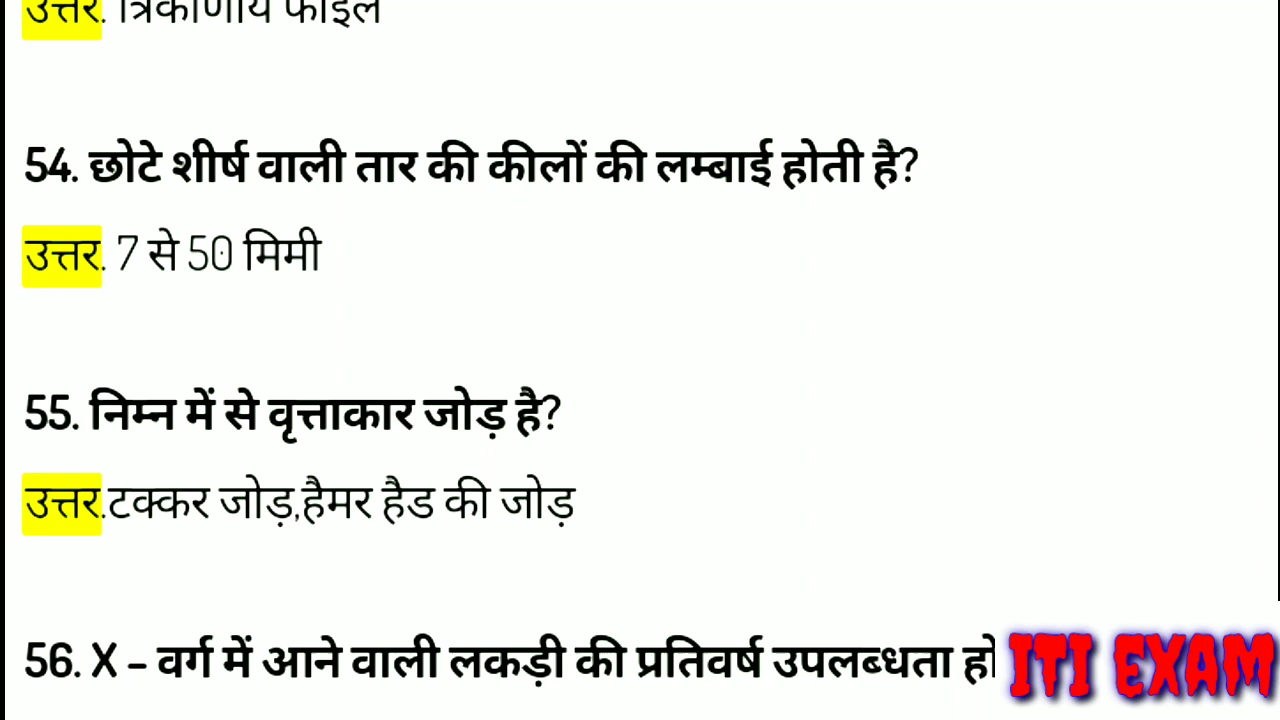 उत्तर. त्रिकोणीय फाइल
54. छोटे शीर्ष वाली तार की कीलों की लम्बाई होती है?
उत्तर. 7 से 50 मिमी
55. निम्न में से वृत्ताकार जोड़ है?
उत्तर.टक्कर जोड़,हैमर हैड की जोड़
56. X – वर्ग में आने वाली लकड़ी की प्रतिवर्ष उपलब्धता हो
ITI EXAM